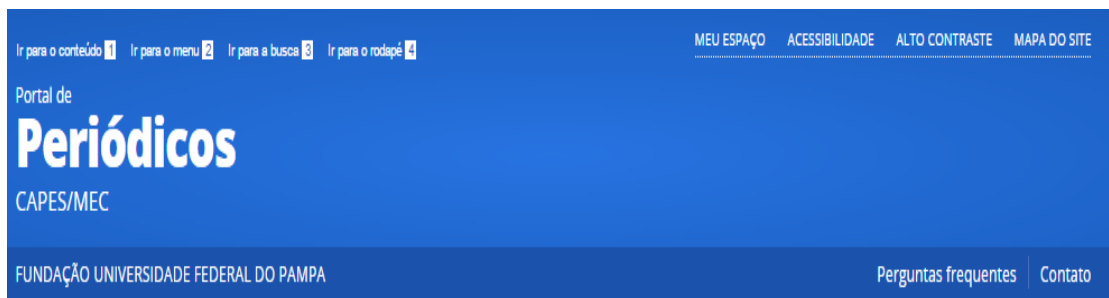 Ir para o conteúdo 1 Ir para o menu 2 Ir para a busca 3 Ir para o rodapé 4
MEU ESPAÇO ACESSIBILIDADE ALTO CONTRASTE MAPA DO SITE
Portal de
Periódicos
CAPES/MEC
FUNDAÇÃO UNIVERSIDADE FEDERAL DO PAMPA
Perguntas frequentes Contato